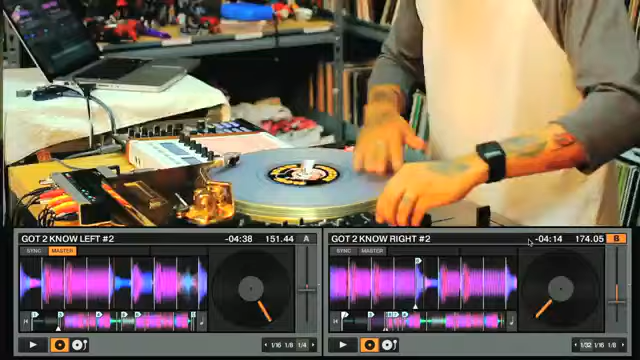 GOT 2 KNOW LEFT #2 -04:38 151.44 A
SYNC MASTER
1/16 1/8 1/4
GOT 2 KNOW RIGHT #2 -04:14 174.05 B
SYNC MASTER
1/32 1/16 1/8